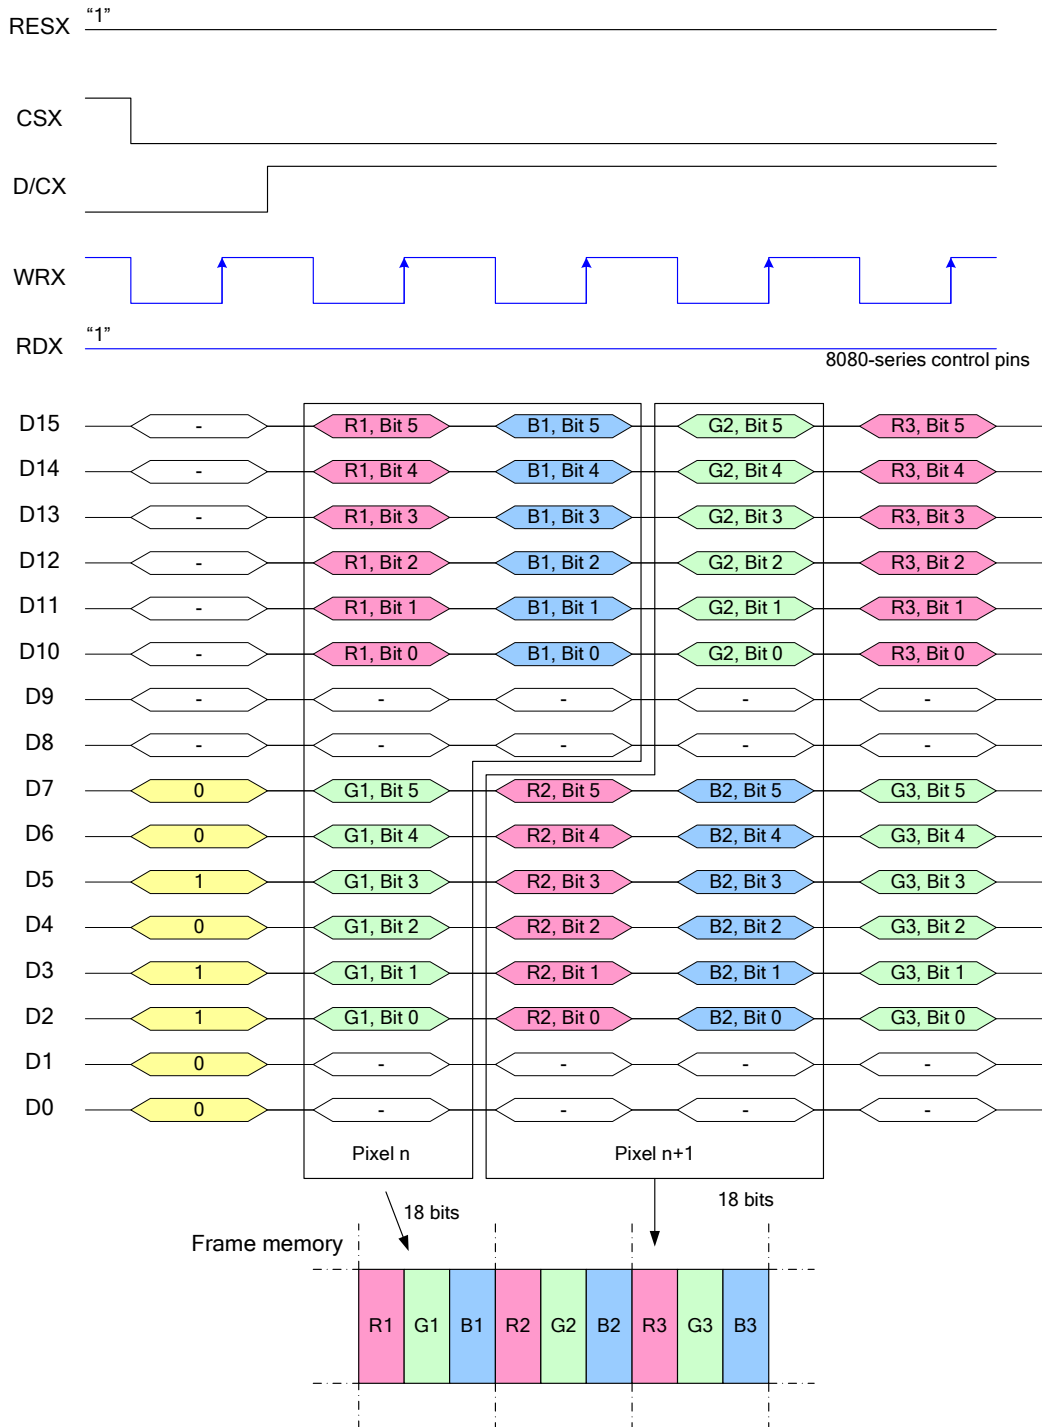 RESX "1"
CSX
D/CX
WRX
RDX "1"
8080-series control pins
D15 - R1, Bit 5 B1, Bit 5 G2, Bit 5 R3, Bit 5
D14 - R1, Bit 4 B1, Bit 4 G2, Bit 4 R3, Bit 4
D13 - R1, Bit 3 B1, Bit 3 G2, Bit 3 R3, Bit 3
D12 - R1, Bit 2 B1, Bit 2 G2, Bit 2 R3, Bit 2
D11 - R1, Bit 1 B1, Bit 1 G2, Bit 1 R3, Bit 1
D10 - R1, Bit 0 B1, Bit 0 G2, Bit 0 R3, Bit 0
D9 - - - - -
D8 - - - - -
D7 0 G1, Bit 5 R2, Bit 5 B2, Bit 5 G3, Bit 5
D6 0 G1, Bit 4 R2, Bit 4 B2, Bit 4 G3, Bit 4
D5 1 G1, Bit 3 R2, Bit 3 B2, Bit 3 G3, Bit 3
D4 0 G1, Bit 2 R2, Bit 2 B2, Bit 2 G3, Bit 2
D3 1 G1, Bit 1 R2, Bit 1 B2, Bit 1 G3, Bit 1
D2 1 G1, Bit 0 R2, Bit 0 B2, Bit 0 G3, Bit 0
D1 0 - - - -
D0 0 - - - -
Pixel n Pixel n+1
18 bits 18 bits
Frame memory
R1 G1 B1 R2 G2 B2 R3 G3 B3